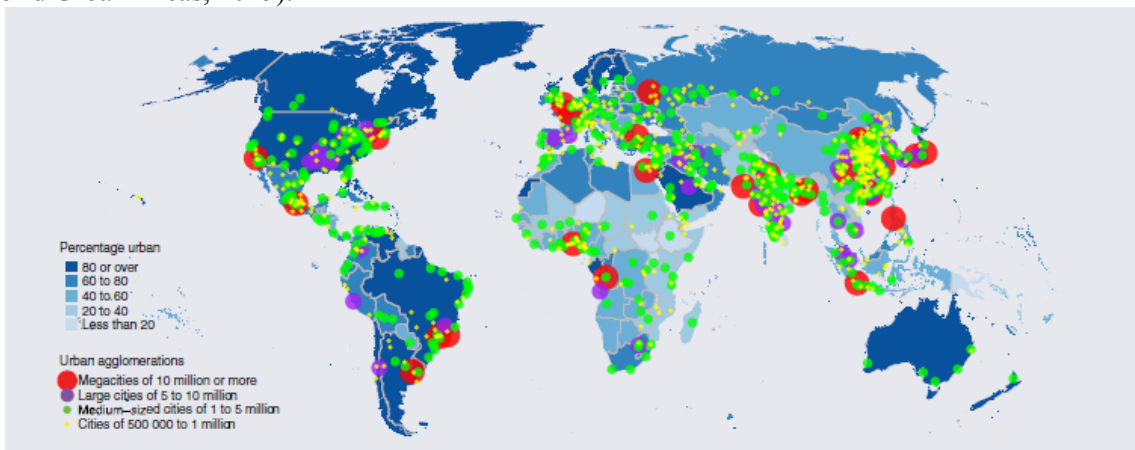 Percentage urban
80 or over
60 to 80
40 to 60
20 to 40
Less than 20
Urban agglomerations
Megacities of 10 million or more
Large cities of 5 to 10 million
Medium-sized cities of 1 to 5 million
Cities of 500 000 to 1 million